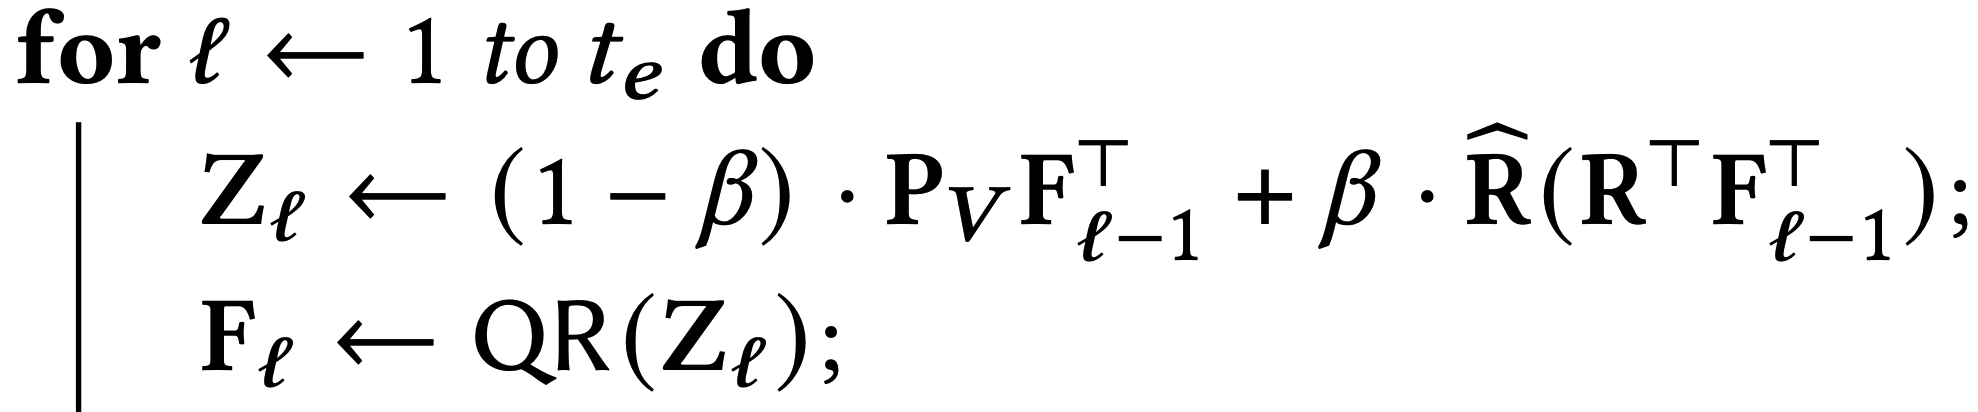 for ℓ ← 1 to t_e do
Z_ℓ ← (1 − β) · P_V F_{ℓ−1}^⊤ + β · R̂(R^⊤ F_{ℓ−1}^⊤);
F_ℓ ← QR(Z_ℓ);